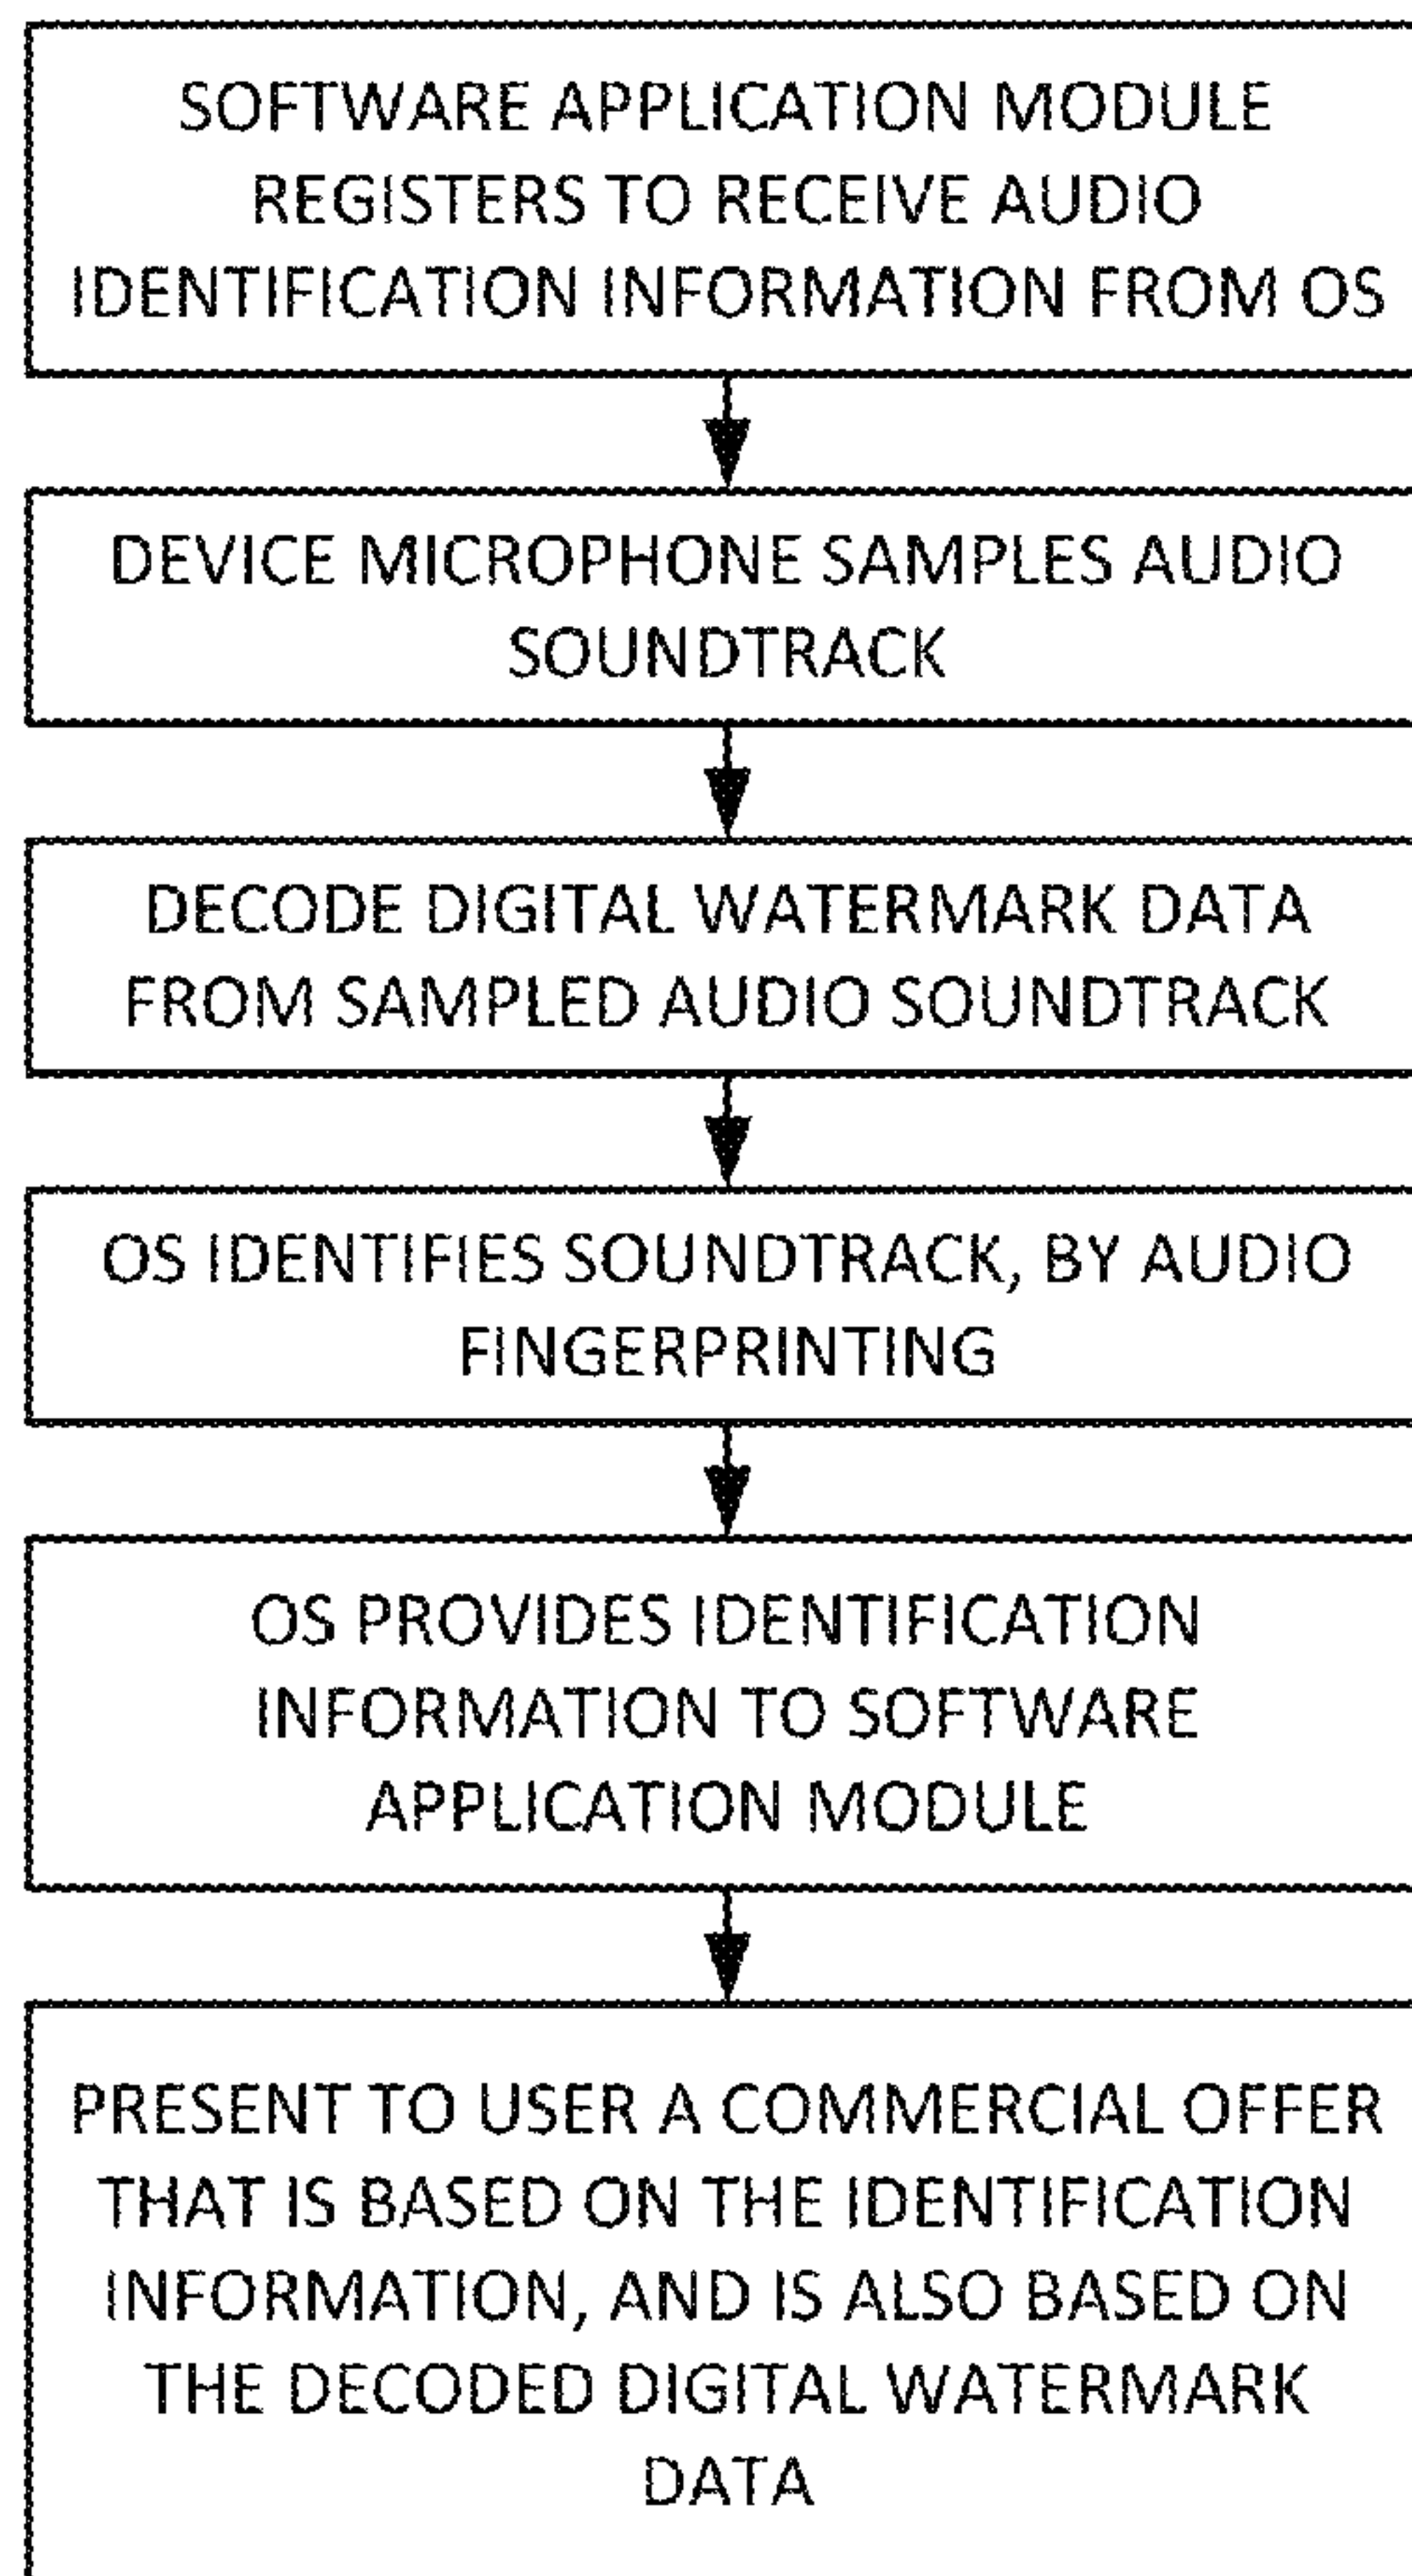 SOFTWARE APPLICATION MODULE
REGISTERS TO RECEIVE AUDIO
IDENTIFICATION INFORMATION FROM OS
DEVICE MICROPHONE SAMPLES AUDIO
SOUNDTRACK
DECODE DIGITAL WATERMARK DATA
FROM SAMPLED AUDIO SOUNDTRACK
OS IDENTIFIES SOUNDTRACK, BY AUDIO
FINGERPRINTING
OS PROVIDES IDENTIFICATION
INFORMATION TO SOFTWARE
APPLICATION MODULE
PRESENT TO USER A COMMERCIAL OFFER
THAT IS BASED ON THE IDENTIFICATION
INFORMATION, AND IS ALSO BASED ON
THE DECODED DIGITAL WATERMARK
DATA